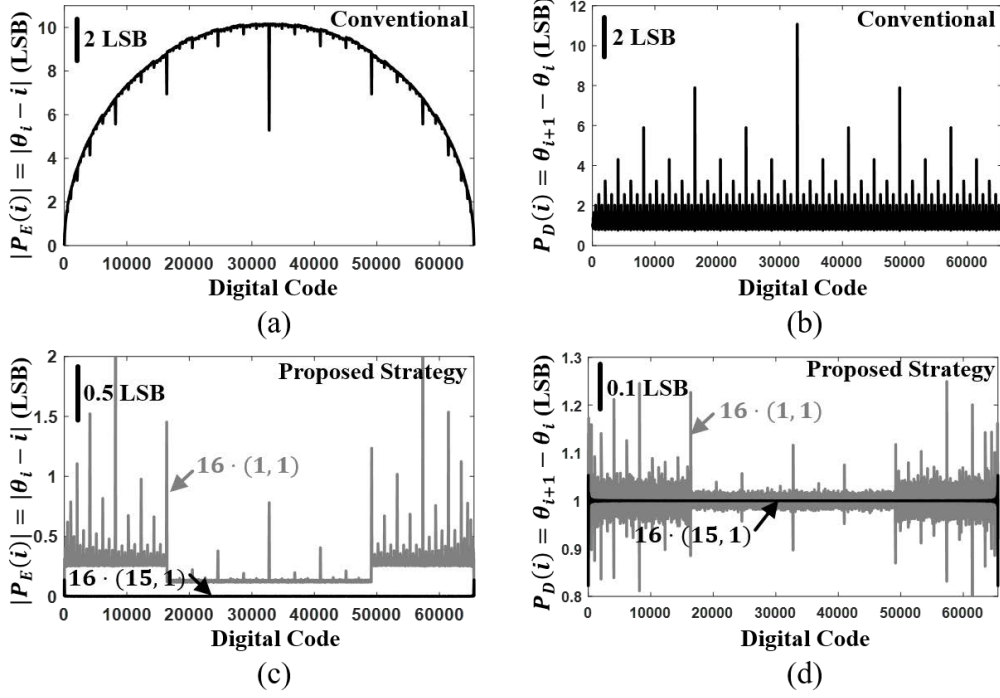 Conventional
2 LSB
|P_E(i)| = |θ_i − i| (LSB)
10
8
6
4
2
0
0 10000 20000 30000 40000 50000 60000
Digital Code
(a)
Conventional
2 LSB
P_D(i) = θ_{i+1} − θ_i (LSB)
12
10
8
6
4
2
0
0 10000 20000 30000 40000 50000 60000
Digital Code
(b)
Proposed Strategy
0.5 LSB
|P_E(i)| = |θ_i − i| (LSB)
2
1.5
1
0.5
0
16 · (1, 1)
16 · (15, 1)
0 10000 20000 30000 40000 50000 60000
Digital Code
(c)
Proposed Strategy
0.1 LSB
P_D(i) = θ_{i+1} − θ_i (LSB)
1.3
1.2
1.1
1
0.9
0.8
16 · (1, 1)
16 · (15, 1)
0 10000 20000 30000 40000 50000 60000
Digital Code
(d)